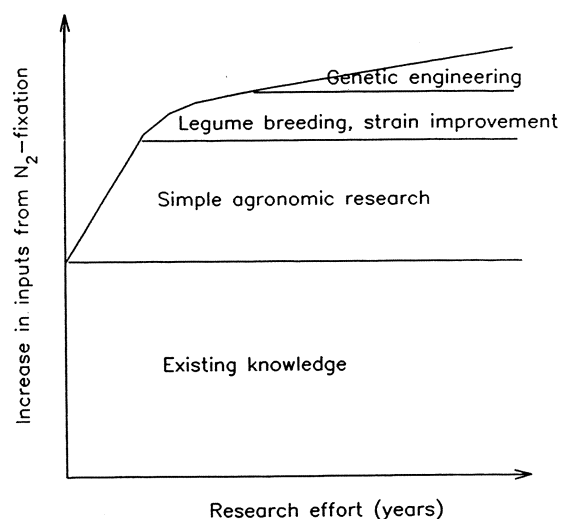 Increase in inputs from N2-fixation
Genetic engineering
Legume breeding, strain improvement
Simple agronomic research
Existing knowledge
Research effort (years)